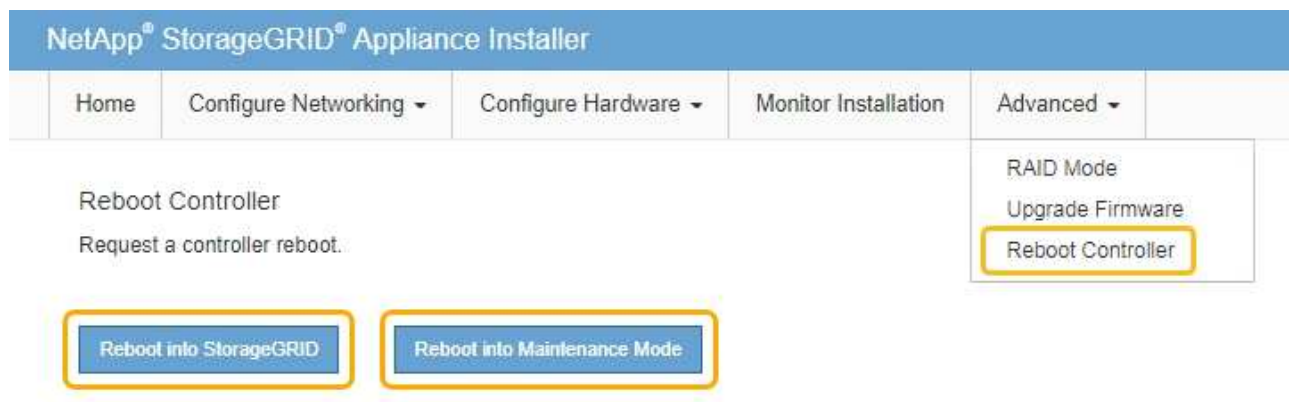 NetApp® StorageGRID® Appliance Installer
Home Configure Networking Configure Hardware Monitor Installation Advanced
RAID Mode
Upgrade Firmware
Reboot Controller
Reboot Controller
Request a controller reboot.
Reboot into StorageGRID Reboot into Maintenance Mode